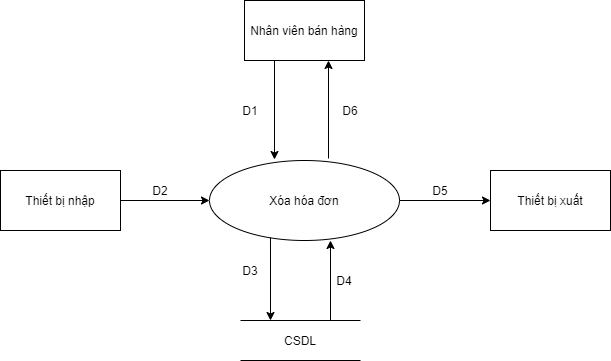 Nhân viên bán hàng
D1
D6
Thiết bị nhập
D2
Xóa hóa đơn
D5
Thiết bị xuất
D3
D4
CSDL